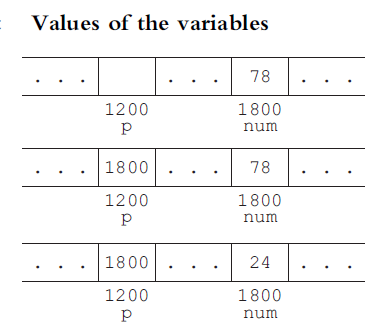 : Values of the variables
. . . . . . 78 . . .
1200 1800
p num
. . . 1800 . . . 78 . . .
1200 1800
p num
. . . 1800 . . . 24 . . .
1200 1800
p num